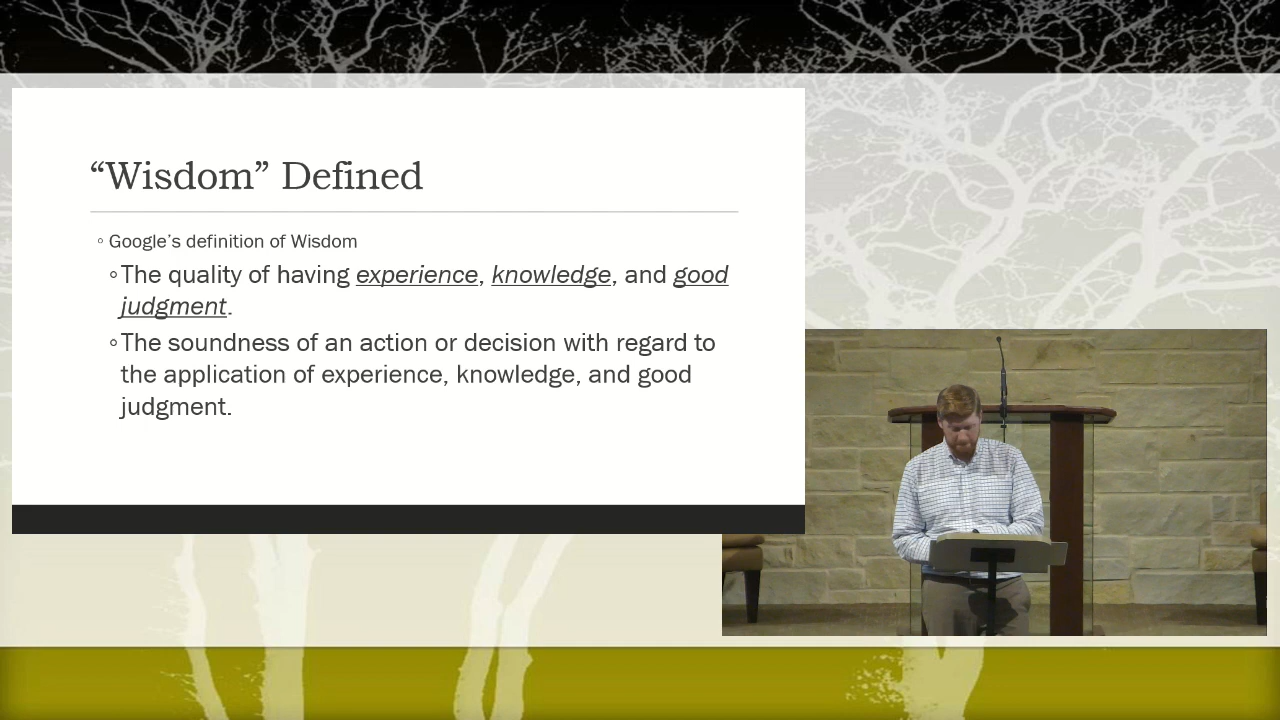 “Wisdom” Defined
◦ Google’s definition of Wisdom
◦The quality of having experience, knowledge, and good
judgment.
◦The soundness of an action or decision with regard to
the application of experience, knowledge, and good
judgment.